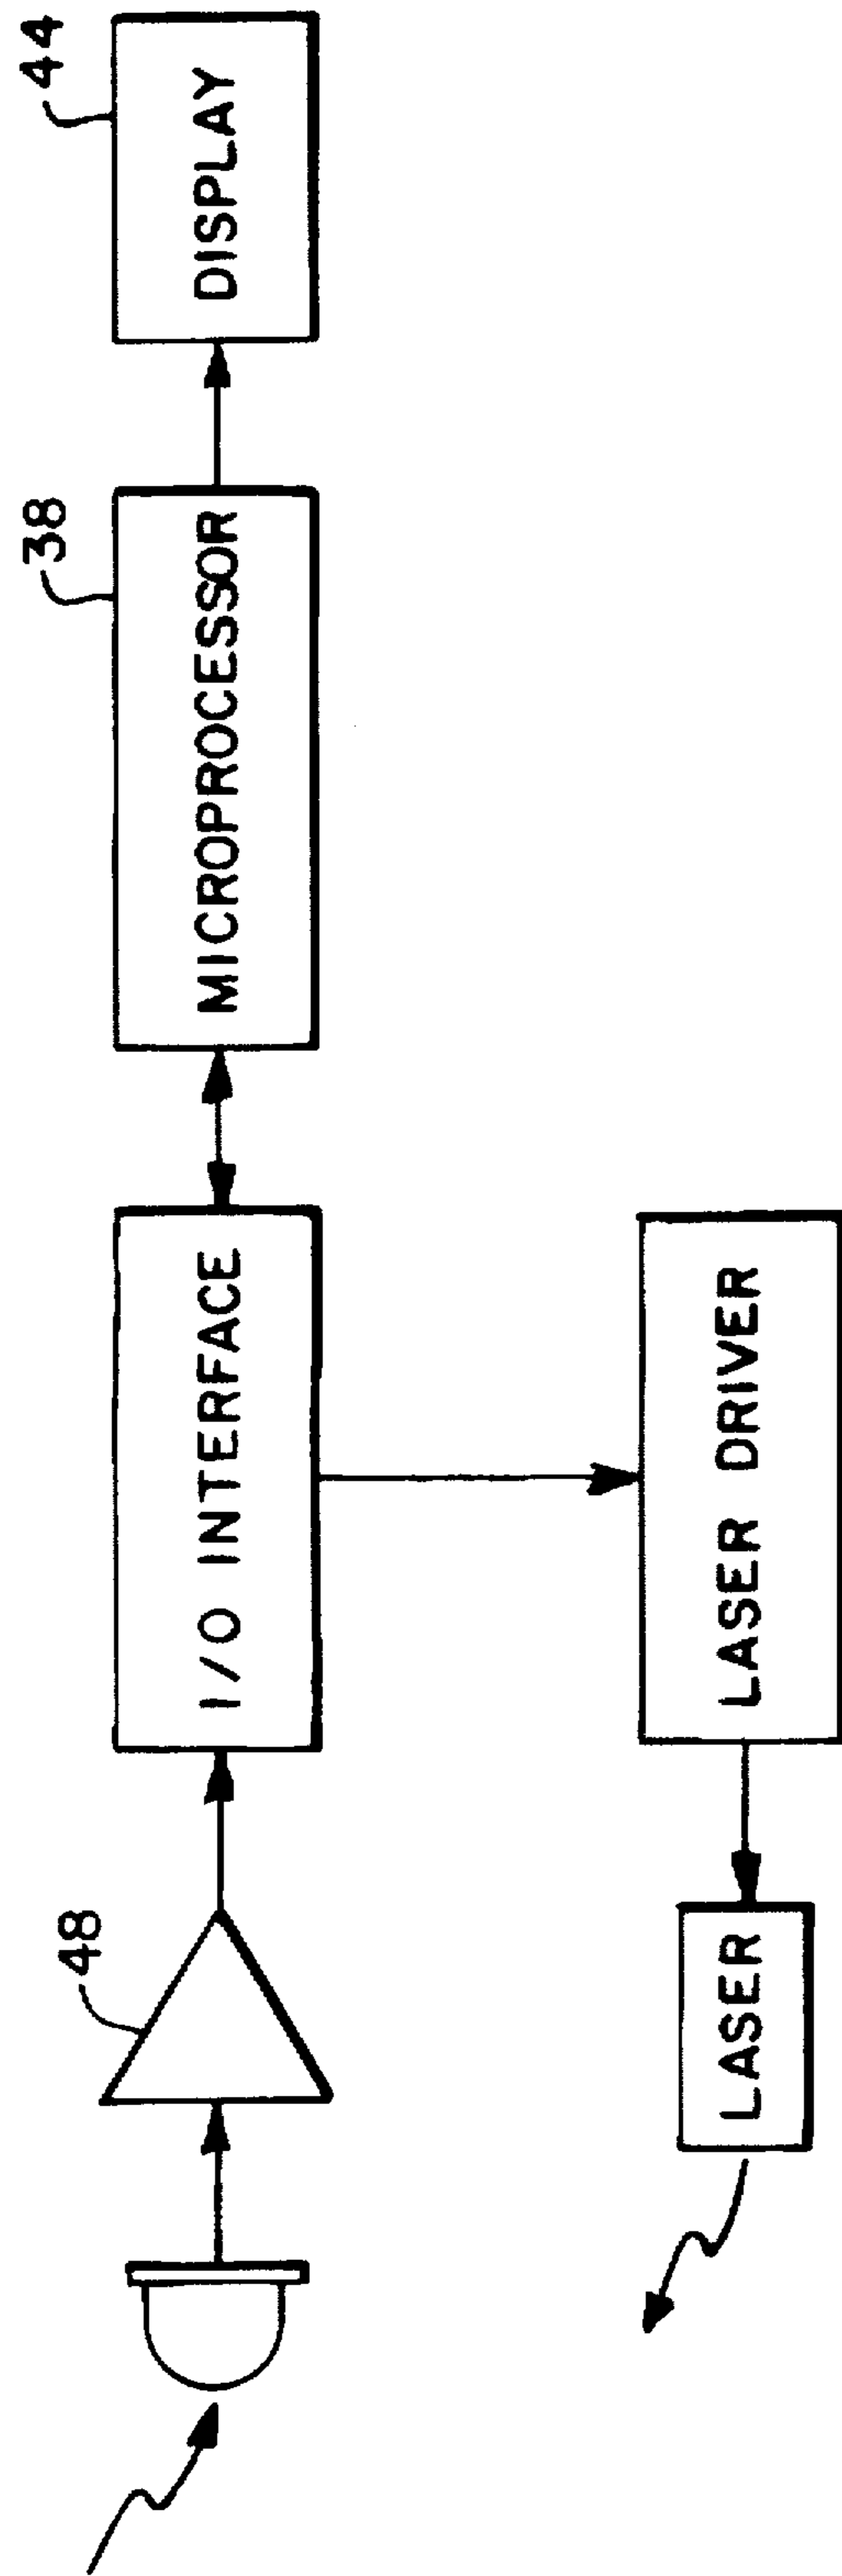 48
38
44
I/O INTERFACE
MICROPROCESSOR
DISPLAY
LASER
LASER DRIVER